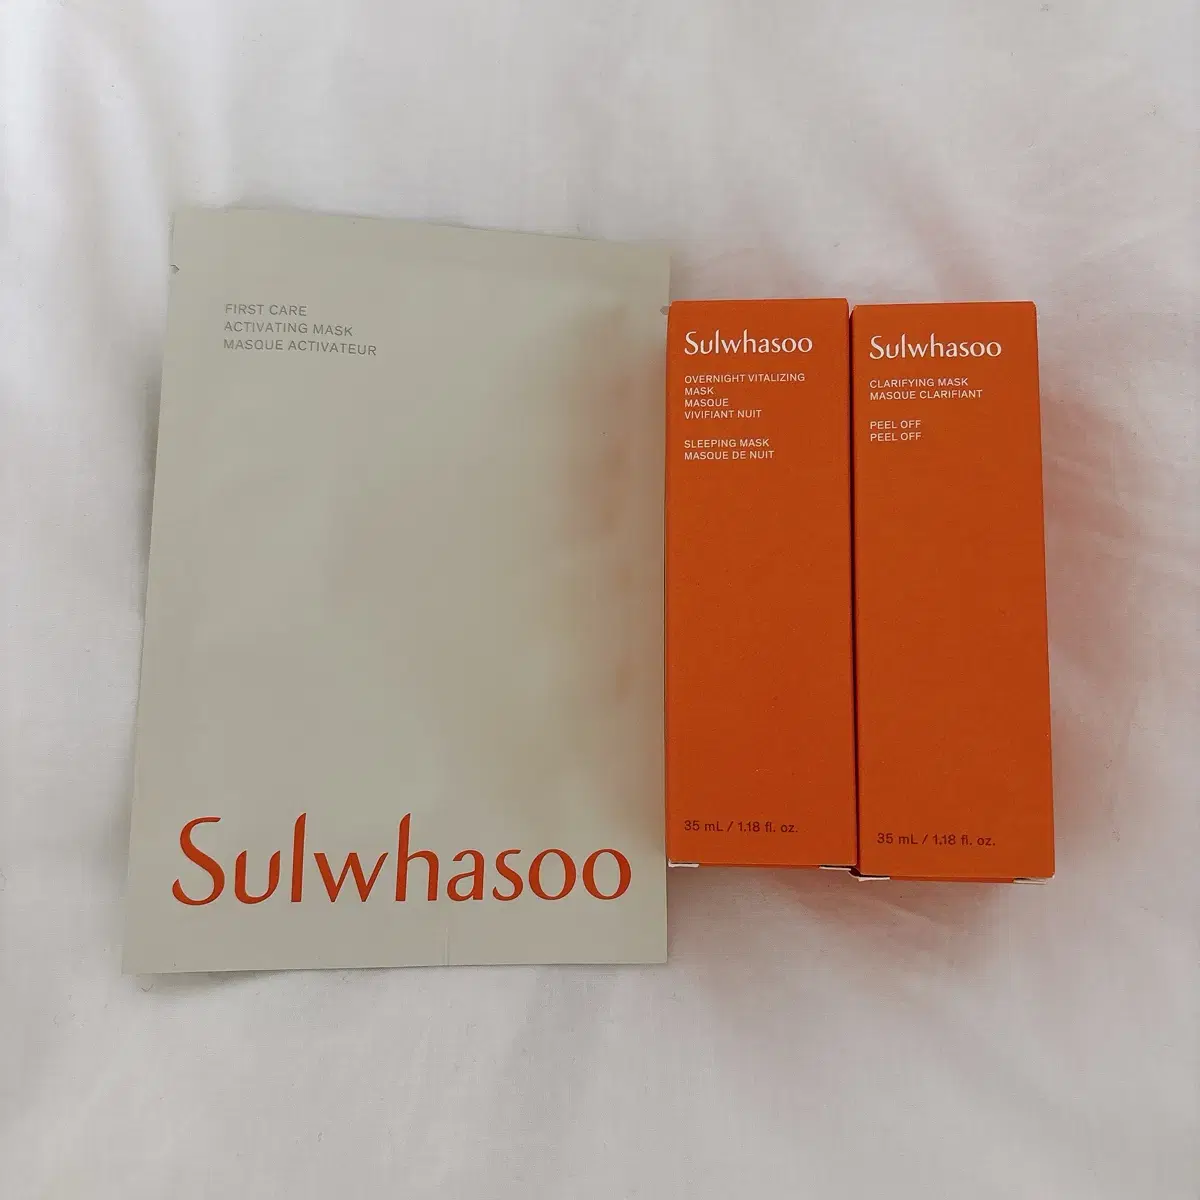 FIRST CARE
ACTIVATING MASK
MASQUE ACTIVATEUR
Sulwhasoo
Sulwhasoo
OVERNIGHT VITALIZING
MASK
MASQUE
VIVIFIANT NUIT
SLEEPING MASK
MASQUE DE NUIT
35 mL / 1.18 fl. oz.
Sulwhasoo
CLARIFYING MASK
MASQUE CLARIFIANT
PEEL OFF
PEEL OFF
35 mL / 1.18 fl. oz.